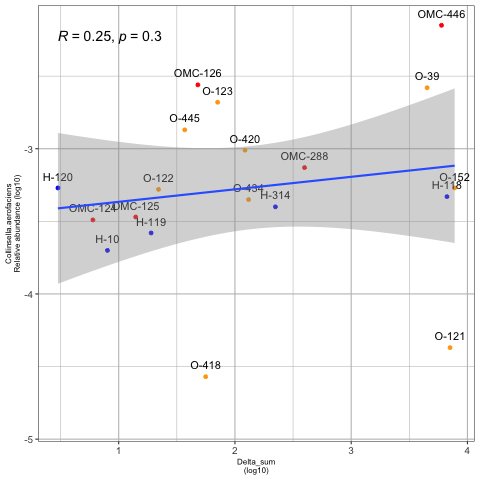 OMC-446
R = 0.25, p = 0.3
OMC-126
O-39
O-123
O-445
O-420
-3
OMC-288
H-120
O-122
O-152
O-434
H-118
H-314
OMC-124
OMC-125
H-119
H-10
Collinsella.aerofaciens
Relative abundance (log10)
-4
O-121
O-418
-5
1
2
3
4
Delta_sum
(log10)